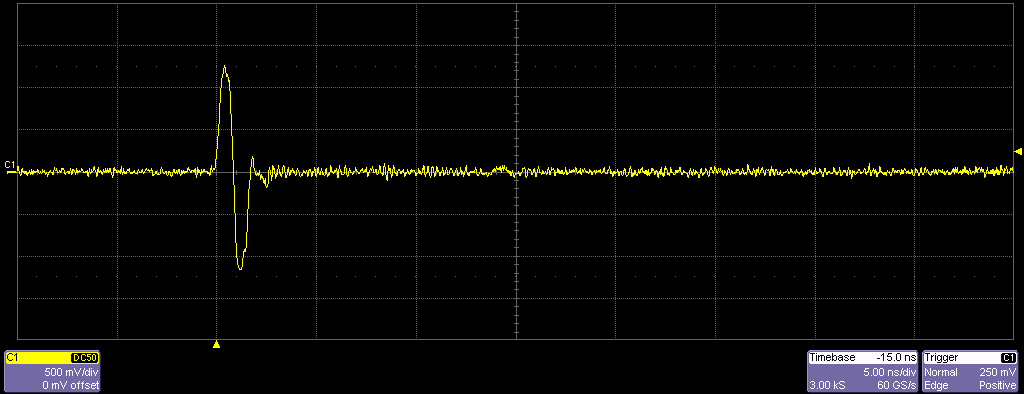 C1
C1 DC50
500 mV/div
0 mV offset
Timebase -15.0 ns
5.00 ns/div
3.00 kS 60 GS/s
Trigger C1
Normal 250 mV
Edge Positive